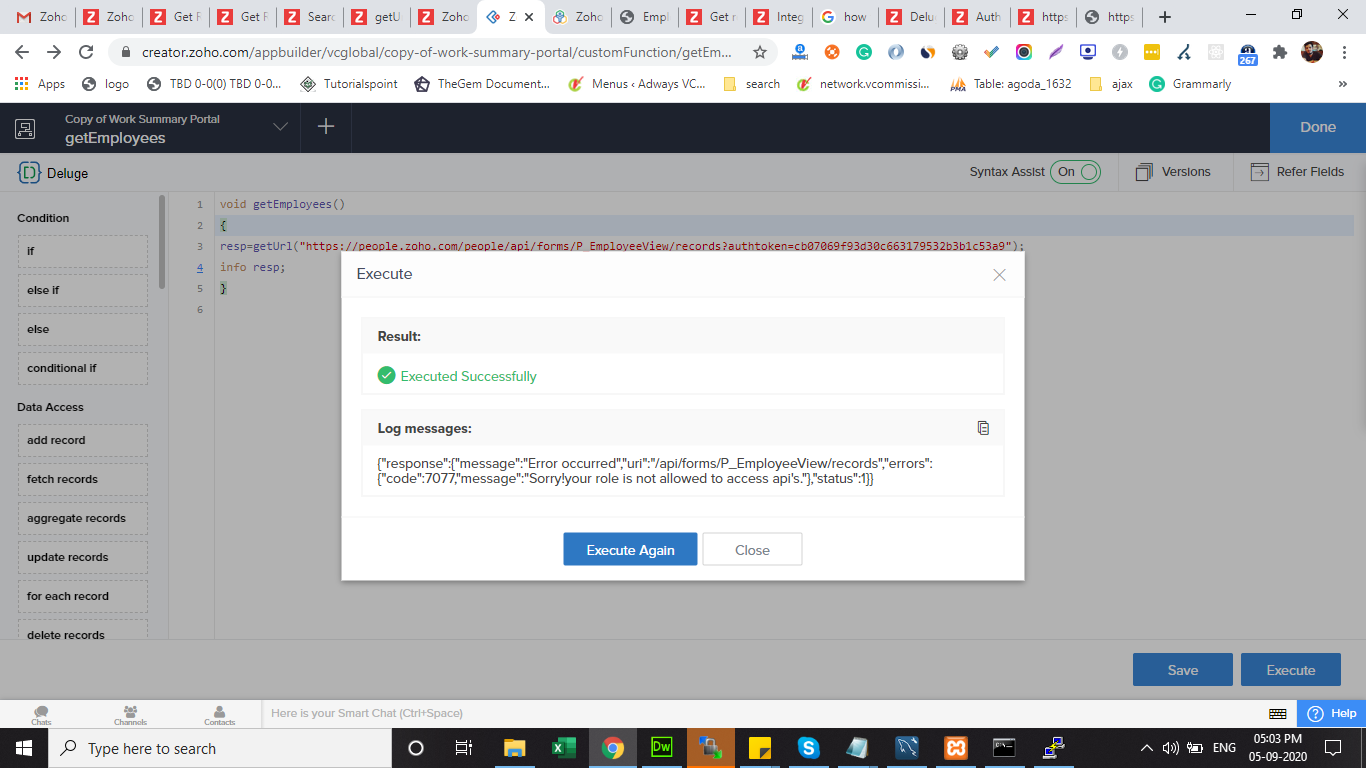 Zoho
Zoho
Get F
Get F
Searc
getU
Zoho
Z
Zoho
Empl
Get r
Integ
how
Delu
Auth
https
https
creator.zoho.com/appbuilder/vcglobal/copy-of-work-summary-portal/customFunction/getEm...
267
Apps
logo
TBD 0-0(0) TBD 0-0...
Tutorialspoint
TheGem Document...
Menus ‹ Adways VC...
search
network.vcommissi...
PMA
Table: agoda_1632
ajax
Grammarly
»
Copy of Work Summary Portal
getEmployees
Done
Deluge
Syntax Assist
On
Versions
Refer Fields
Condition
if
else if
else
conditional if
Data Access
add record
fetch records
aggregate records
update records
for each record
delete records
1 void getEmployees()
2 {
3 resp=getUrl("https://people.zoho.com/people/api/forms/P_EmployeeView/records?authtoken=cb07069f93d30c663179532b3b1c53a9");
4 info resp;
5 }
6
Execute
Result:
Executed Successfully
Log messages:
{"response":{"message":"Error occurred","uri":"/api/forms/P_EmployeeView/records","errors":
{"code":7077,"message":"Sorry!your role is not allowed to access api's."},"status":1}}
Execute Again
Close
Save
Execute
Chats
Channels
Contacts
Here is your Smart Chat (Ctrl+Space)
Help
Type here to search
Dw
ENG
05:03 PM
05-09-2020